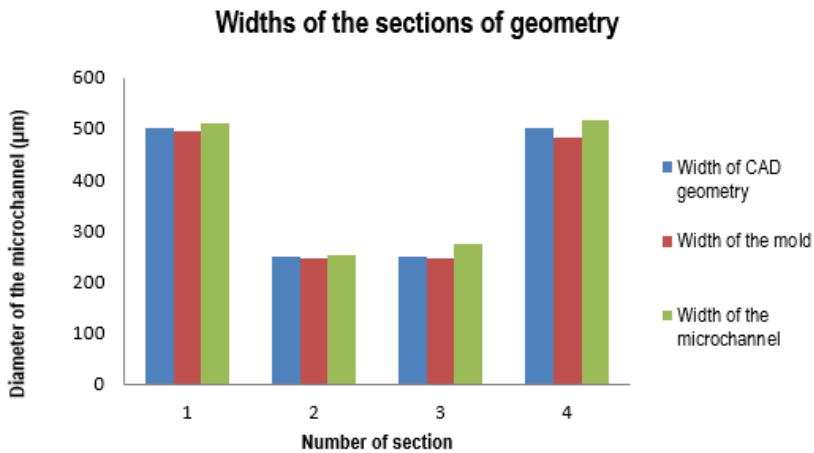 Widths of the sections of geometry
Diameter of the microchannel (µm)
600
500
400
300
200
100
0
1 2 3 4
Number of section
Width of CAD
geometry
Width of the mold
Width of the
microchannel